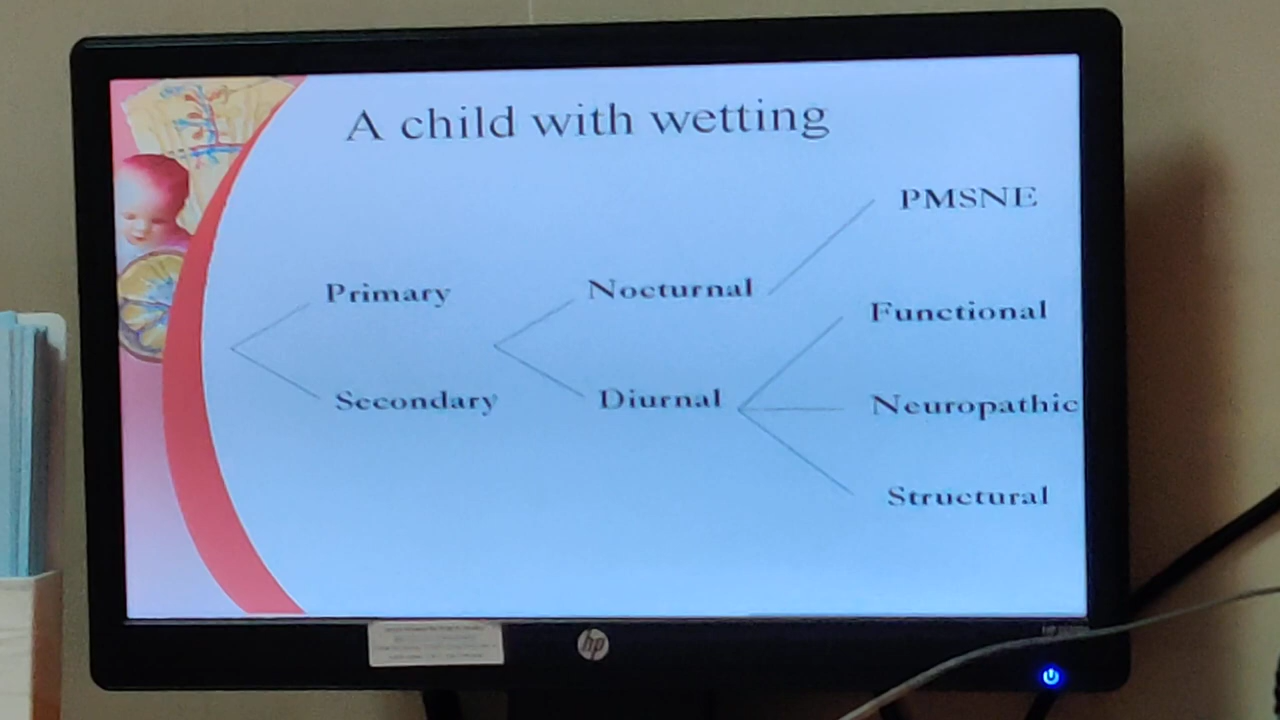 A child with wetting
PMSNE
Primary
Nocturnal
Functional
Secondary
Diurnal
Neuropathic
Structural
hp